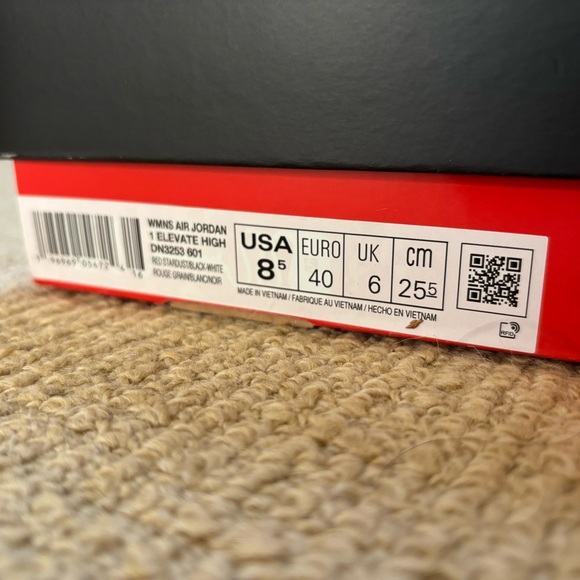 WMNS AIR JORDAN
1 ELEVATE HIGH
DN3253 601
RED STARDUST/BLACK-WHITE
ROUGE GRAIN/BLANC/NOIR
USA
8⁵
EURO
40
UK
6
cm
25⁵
MADE IN VIETNAM / FABRIQUE AU VIETNAM / HECHO EN VIETNAM
RFID